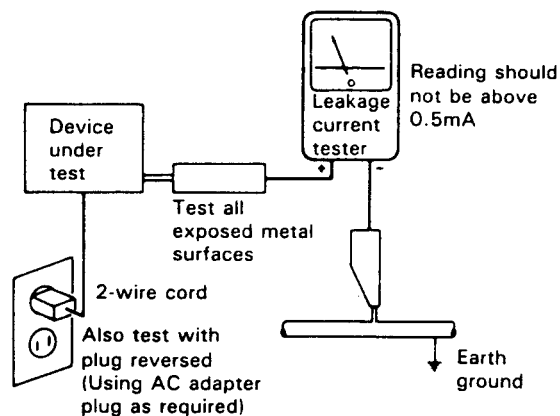 Leakage
current
tester
+ -
Reading should
not be above
0.5mA
Device
under
test
Test all
exposed metal
surfaces
2-wire cord
Also test with
plug reversed
(Using AC adapter
plug as required)
Earth
ground